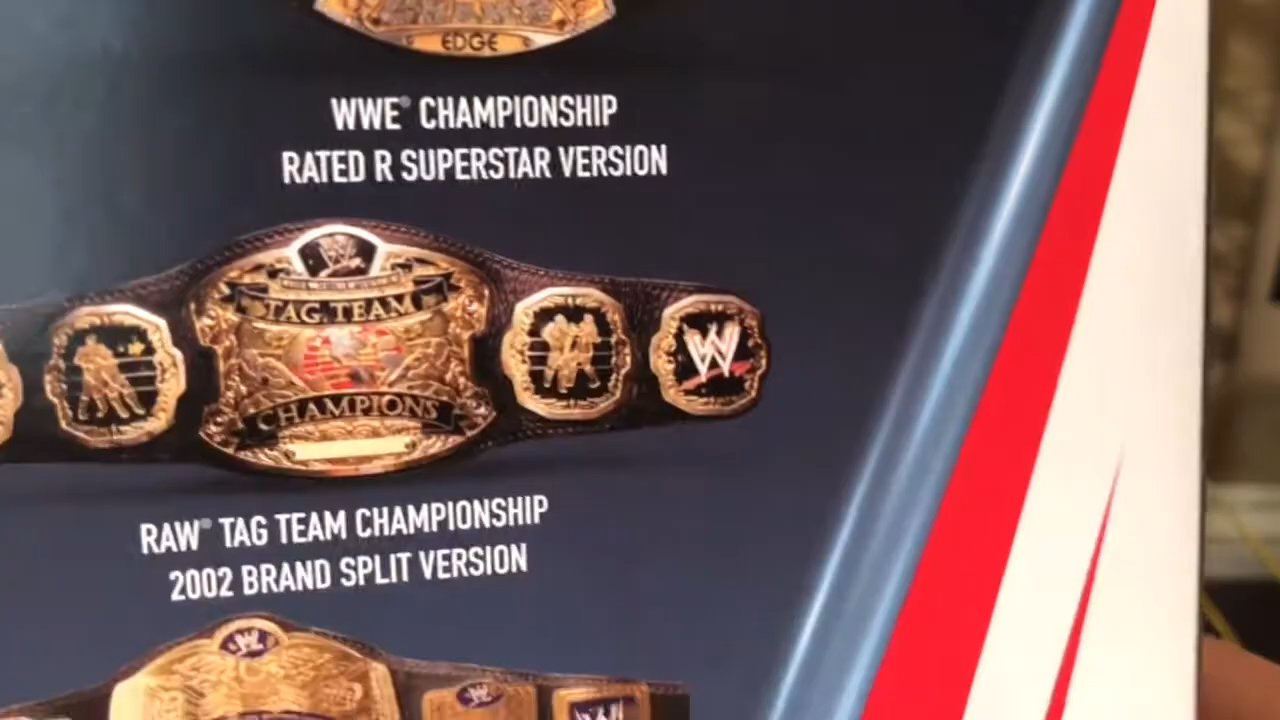 EDGE
WWE® CHAMPIONSHIP
RATED R SUPERSTAR VERSION
TAG TEAM
CHAMPIONS
W
RAW® TAG TEAM CHAMPIONSHIP
2002 BRAND SPLIT VERSION